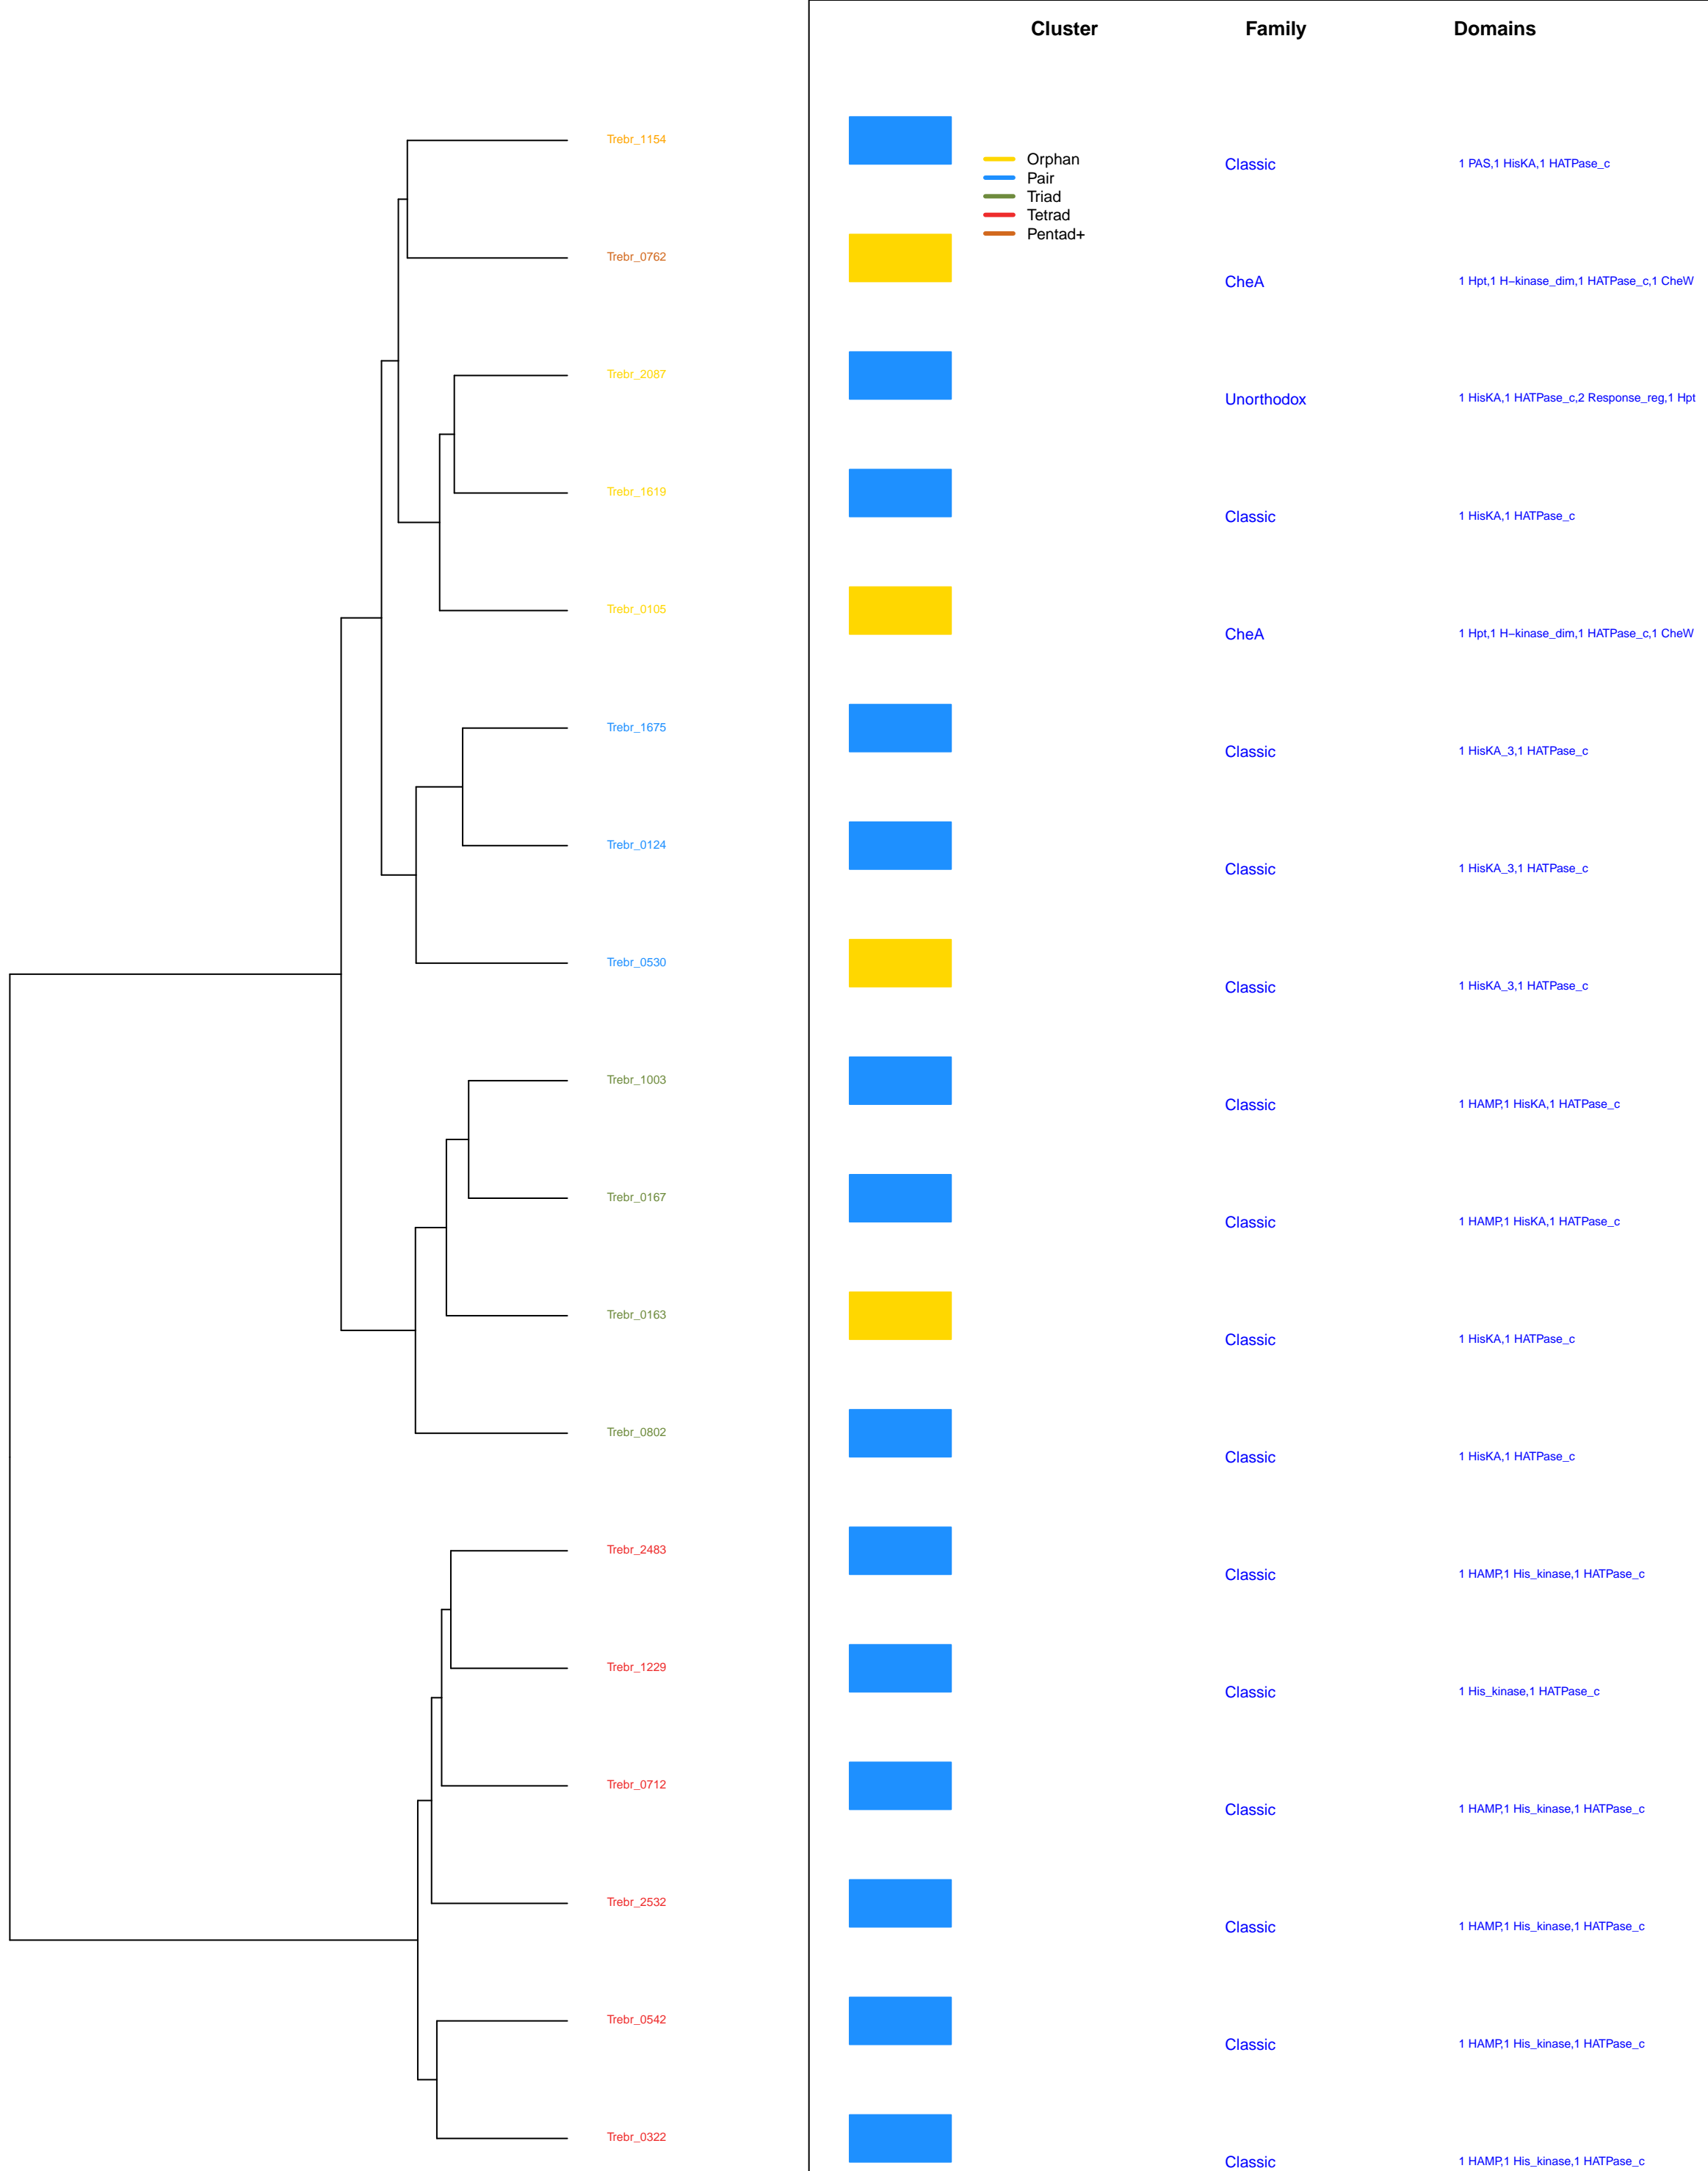 Cluster Family Domains
Trebr_1154
Orphan
Pair
Classic 1 PAS,1 HisKA,1 HATPase_c
Triad
Tetrad
Pentad+
Trebr_0762
CheA 1 Hpt,1 H−kinase_dim,1 HATPase_c,1 CheW
Trebr_2087
Unorthodox 1 HisKA,1 HATPase_c,2 Response_reg,1 Hpt
Trebr_1619
Classic 1 HisKA,1 HATPase_c
Trebr_0105
CheA 1 Hpt,1 H−kinase_dim,1 HATPase_c,1 CheW
Trebr_1675
Classic 1 HisKA_3,1 HATPase_c
Trebr_0124
Classic 1 HisKA_3,1 HATPase_c
Trebr_0530
Classic 1 HisKA_3,1 HATPase_c
Trebr_1003
Classic 1 HAMP,1 HisKA,1 HATPase_c
Trebr_0167
Classic 1 HAMP,1 HisKA,1 HATPase_c
Trebr_0163
Classic 1 HisKA,1 HATPase_c
Trebr_0802
Classic 1 HisKA,1 HATPase_c
Trebr_2483
Classic 1 HAMP,1 His_kinase,1 HATPase_c
Trebr_1229
Classic 1 His_kinase,1 HATPase_c
Trebr_0712
Classic 1 HAMP,1 His_kinase,1 HATPase_c
Trebr_2532
Classic 1 HAMP,1 His_kinase,1 HATPase_c
Trebr_0542
Classic 1 HAMP,1 His_kinase,1 HATPase_c
Trebr_0322
Classic 1 HAMP,1 His_kinase,1 HATPase_c